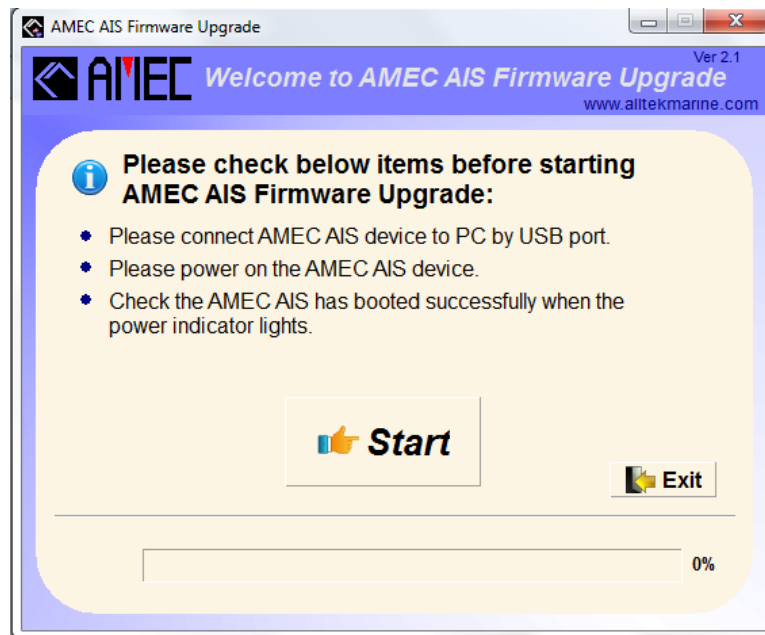 AMEC AIS Firmware Upgrade
Ver 2.1
AMEC Welcome to AMEC AIS Firmware Upgrade
www.alltekmarine.com
Please check below items before starting
AMEC AIS Firmware Upgrade:
Please connect AMEC AIS device to PC by USB port.
Please power on the AMEC AIS device.
Check the AMEC AIS has booted successfully when the
power indicator lights.
Start
Exit
0%